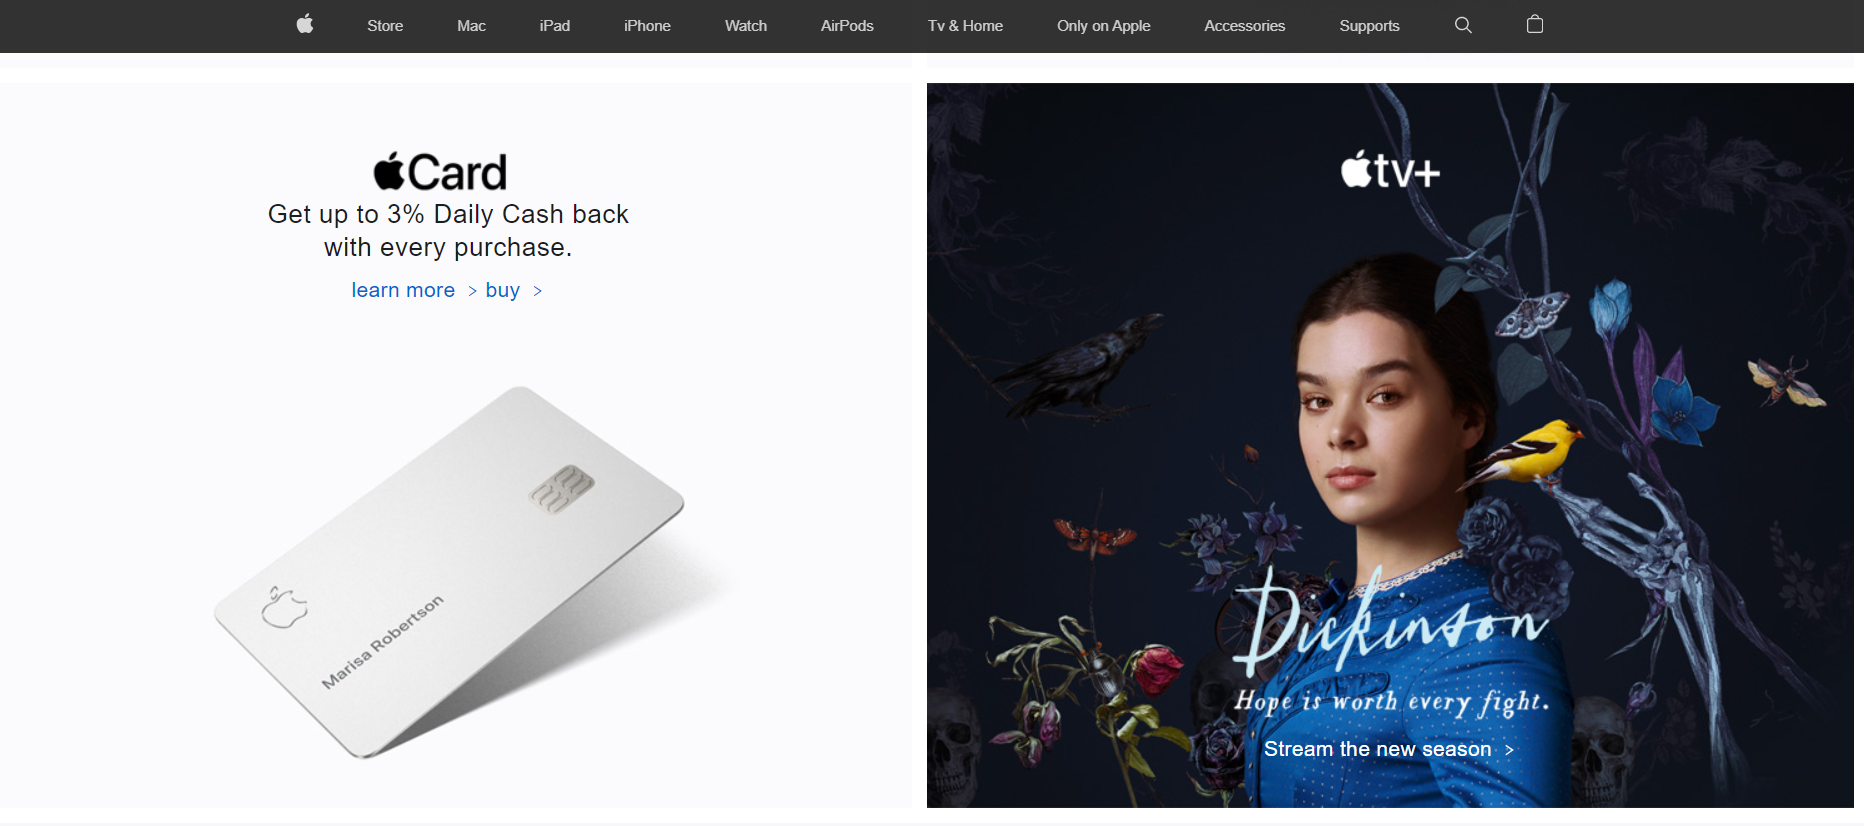 Store Mac iPad iPhone Watch AirPods Tv & Home Only on Apple Accessories Supports
Card
Get up to 3% Daily Cash back
with every purchase.
learn more > buy >
Marisa Robertson
tv+
Dickinson
Hope is worth every fight.
Stream the new season >